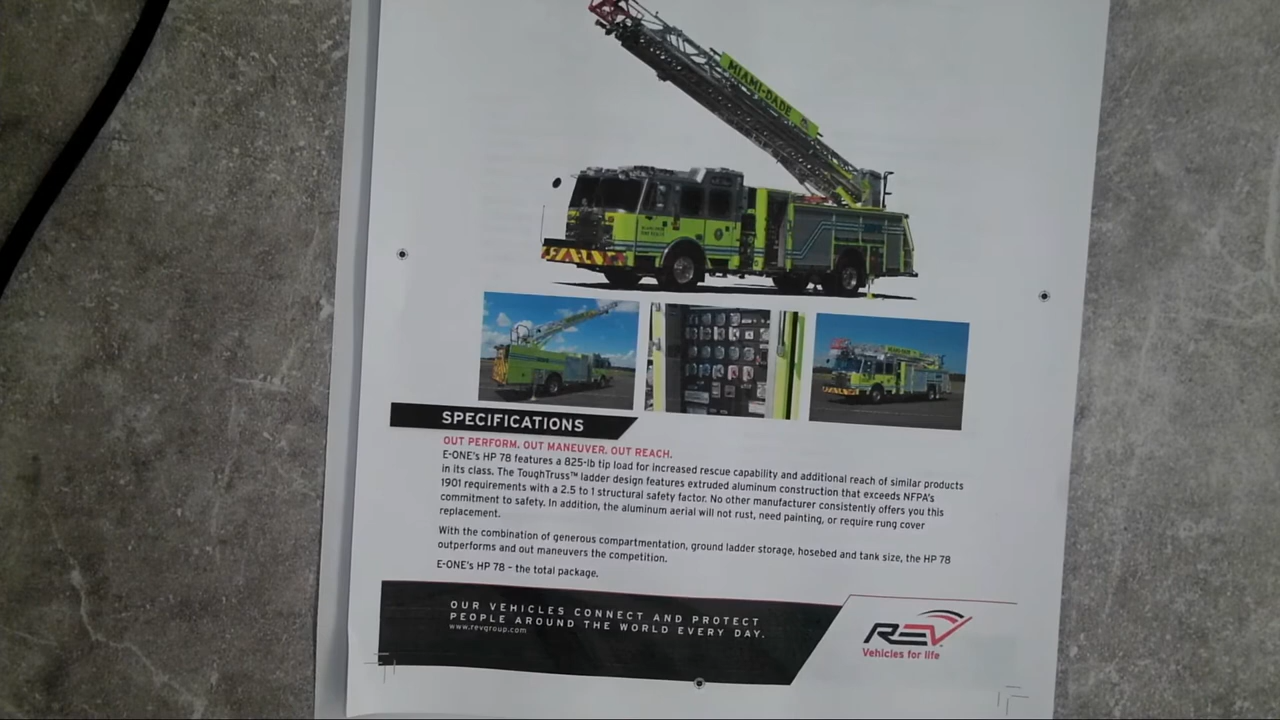 MIAMI-DADE
SPECIFICATIONS
OUT PERFORM. OUT MANEUVER. OUT REACH.
E-ONE's HP 78 features a 825-lb tip load for increased rescue capability and additional reach of similar products
in its class. The ToughTruss™ ladder design features extruded aluminum construction that exceeds NFPA's
1901 requirements with a 2.5 to 1 structural safety factor. No other manufacturer consistently offers you this
commitment to safety. In addition, the aluminum aerial will not rust, need painting, or require rung cover
replacement.
With the combination of generous compartmentation, ground ladder storage, hosebed and tank size, the HP 78
outperforms and out maneuvers the competition.
E-ONE's HP 78 – the total package.
OUR VEHICLES CONNECT AND PROTECT
PEOPLE AROUND THE WORLD EVERY DAY.
www.revgroup.com
REV
Vehicles for life